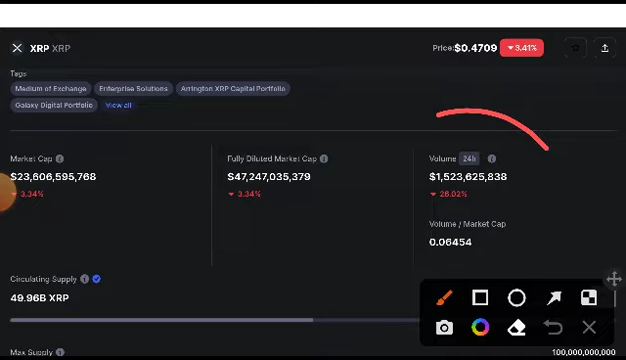 XRP XRP Price: $0.4709 ▾3.41%
Tags
Medium of Exchange Enterprise Solutions Arrington XRP Capital Portfolio
Galaxy Digital Portfolio View all
Market Cap Fully Diluted Market Cap Volume 24h
$23,606,595,768 $47,247,035,379 $1,523,625,838
▾ 3.34% ▾ 3.34% ▾ 26.02%
Volume / Market Cap
0.06454
Circulating Supply
49.96B XRP
Max Supply 100,000,000,000